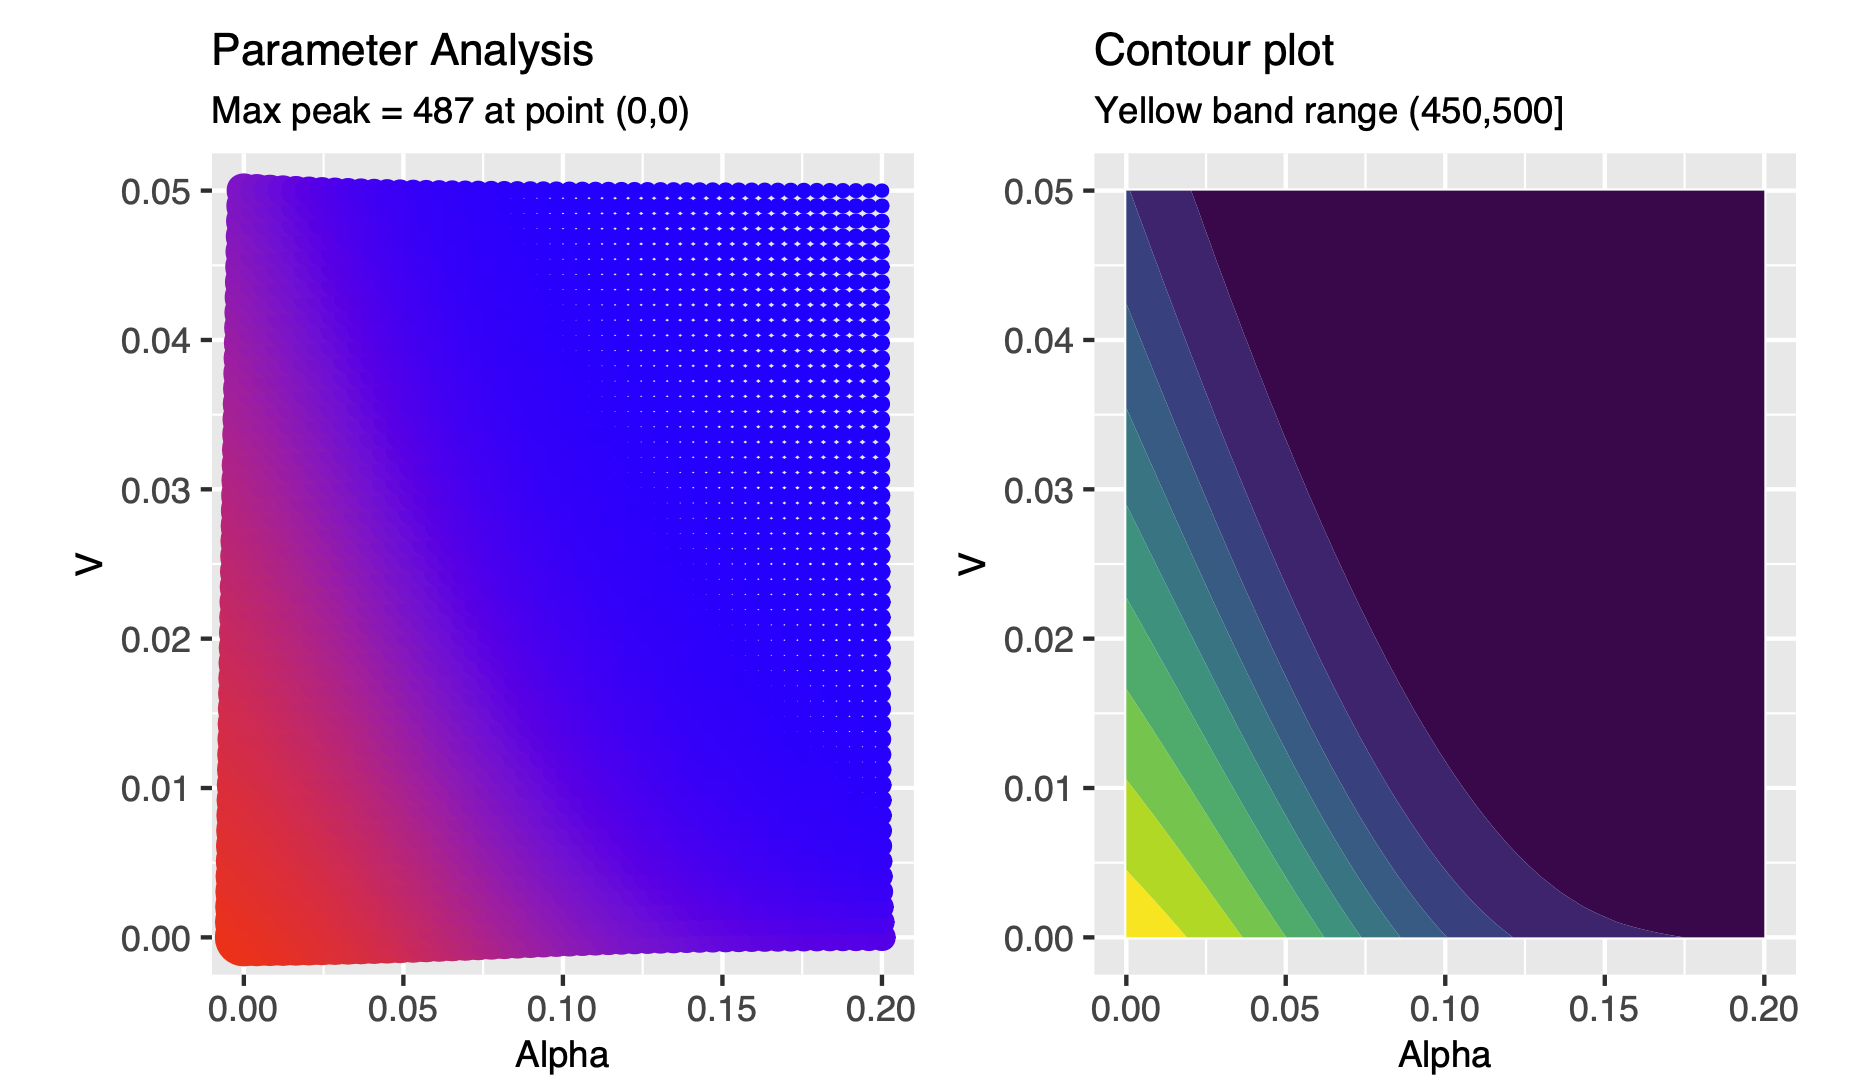 Parameter Analysis
Max peak = 487 at point (0,0)
0.05
0.04
0.03
0.02
0.01
0.00
V
0.00 0.05 0.10 0.15 0.20
Alpha
Contour plot
Yellow band range (450,500]
0.05
0.04
0.03
0.02
0.01
0.00
V
0.00 0.05 0.10 0.15 0.20
Alpha